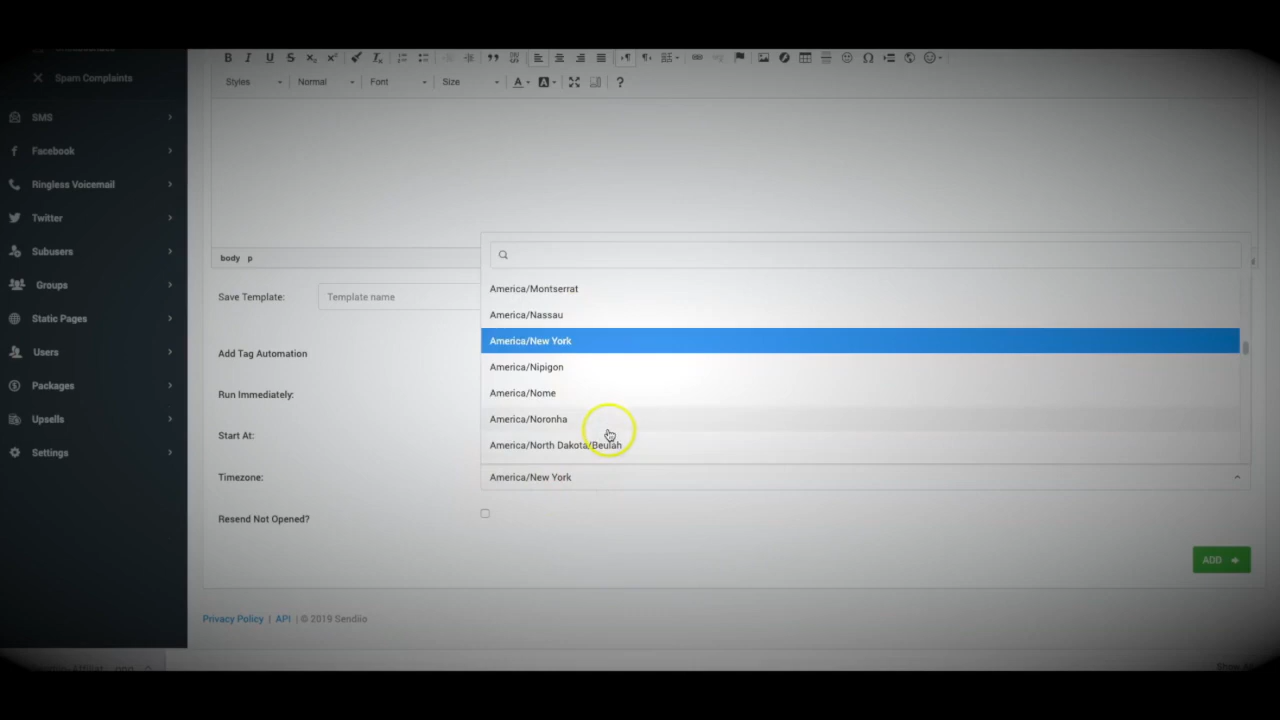 Spam Complaints
SMS
Facebook
Ringless Voicemail
Twitter
Subusers
Groups
Static Pages
Users
Packages
Upsells
Settings
B I U S x₂ x² Ix
Styles Normal Font Size A A ?
body p
Save Template: Template name
Add Tag Automation
Run Immediately:
Start At:
Timezone:
Resend Not Opened?
America/Montserrat
America/Nassau
America/New York
America/Nipigon
America/Nome
America/Noronha
America/North Dakota/Beulah
America/New York
ADD
Privacy Policy | API | © 2019 Sendiio